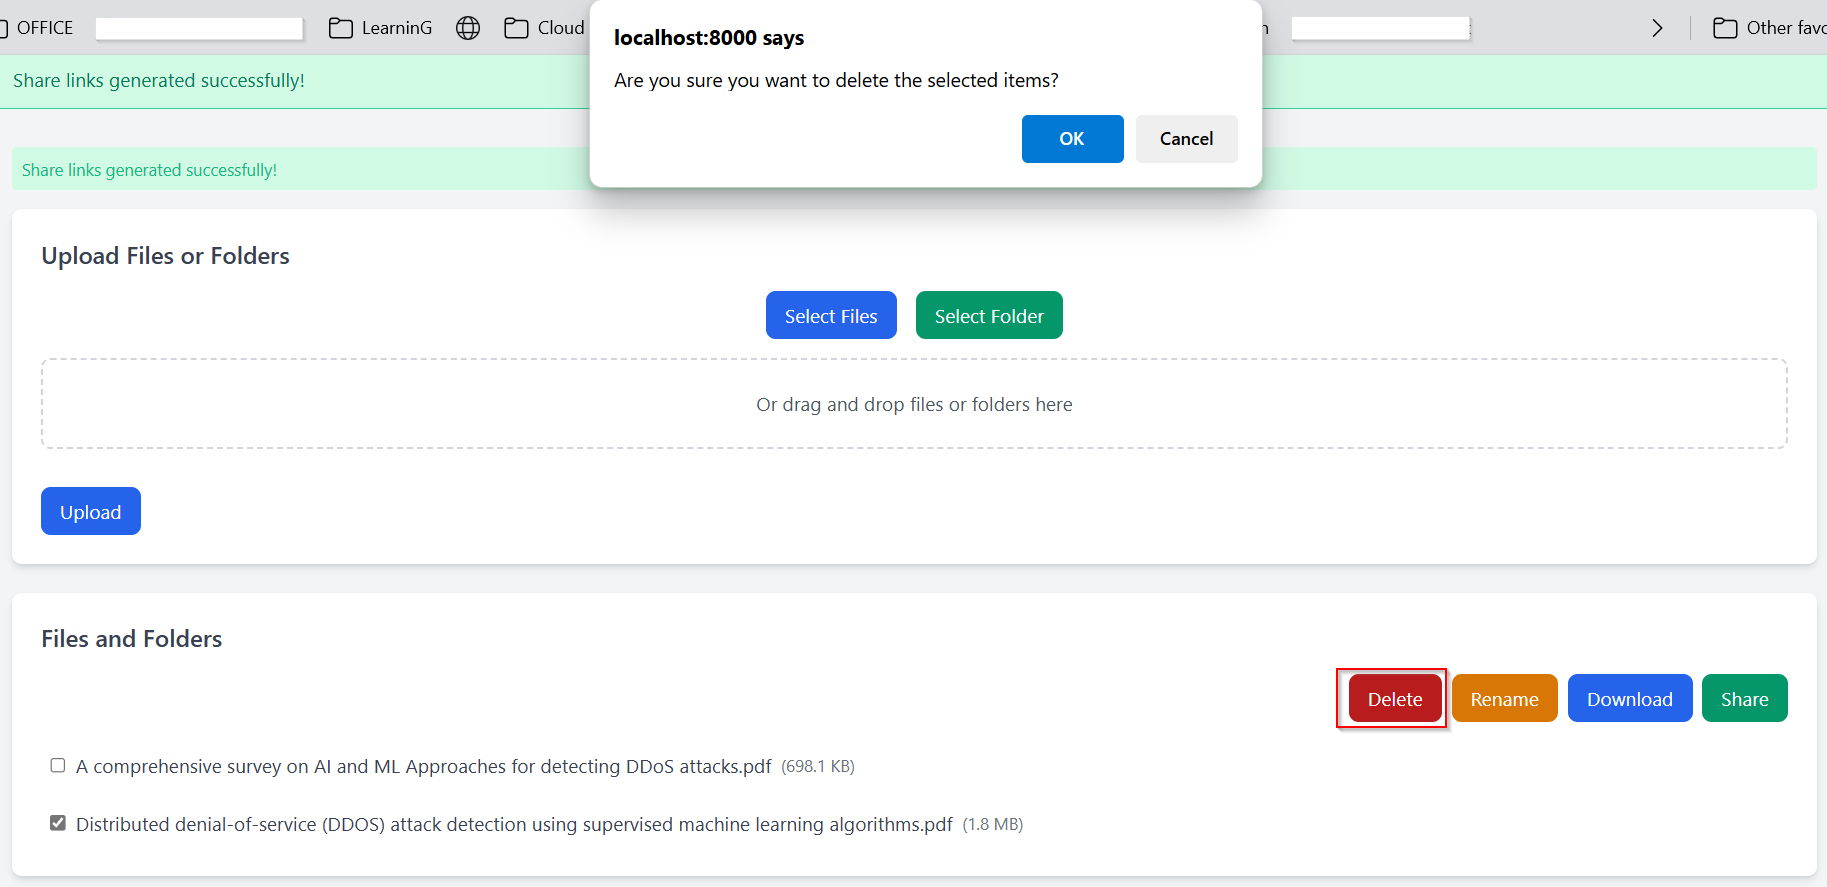 OFFICE LearninG Cloud Other favo
localhost:8000 says
Are you sure you want to delete the selected items?
OK Cancel
Share links generated successfully!
Share links generated successfully!
Upload Files or Folders
Select Files Select Folder
Or drag and drop files or folders here
Upload
Files and Folders
Delete Rename Download Share
A comprehensive survey on AI and ML Approaches for detecting DDoS attacks.pdf (698.1 KB)
Distributed denial-of-service (DDOS) attack detection using supervised machine learning algorithms.pdf (1.8 MB)